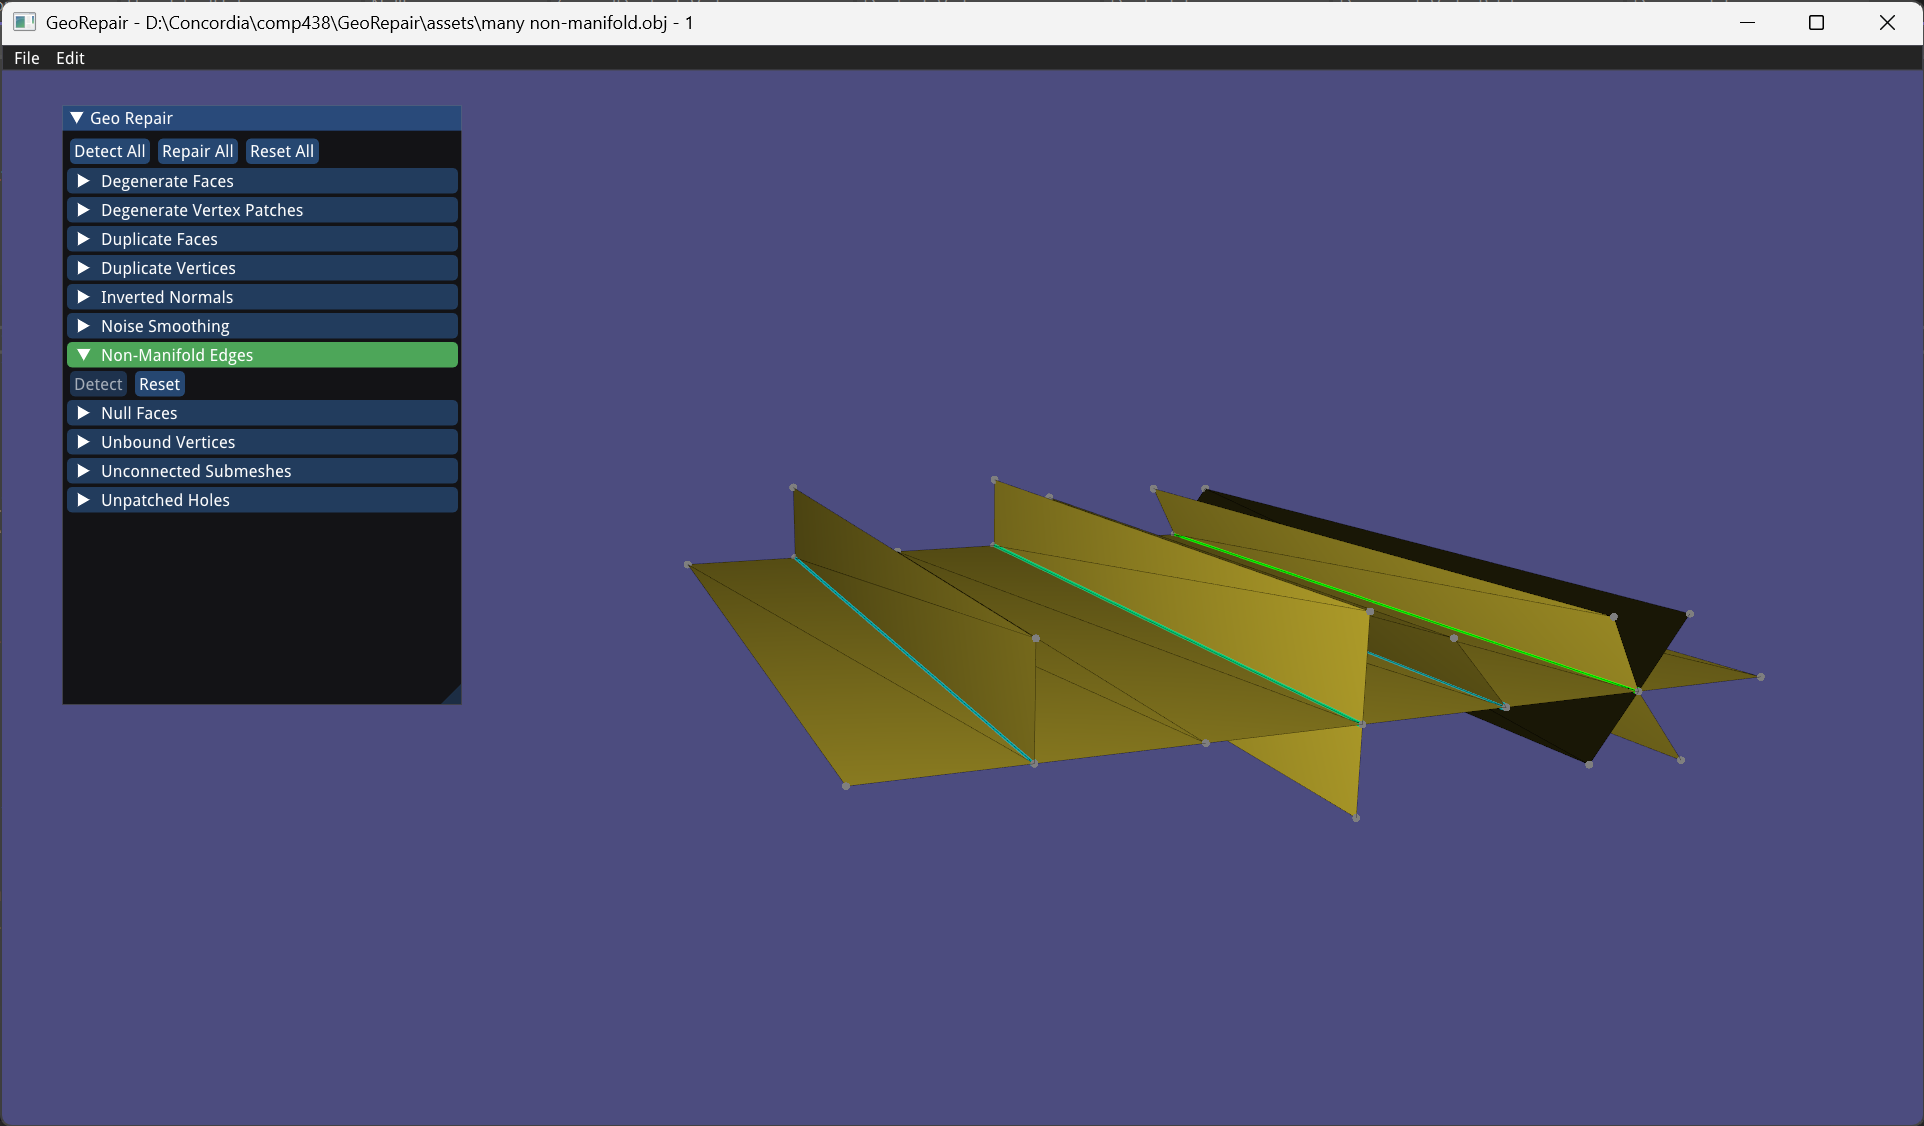 GeoRepair - D:\Concordia\comp438\GeoRepair\assets\many non-manifold.obj - 1
File Edit
Geo Repair
Detect All Repair All Reset All
Degenerate Faces
Degenerate Vertex Patches
Duplicate Faces
Duplicate Vertices
Inverted Normals
Noise Smoothing
Non-Manifold Edges
Detect Reset
Null Faces
Unbound Vertices
Unconnected Submeshes
Unpatched Holes